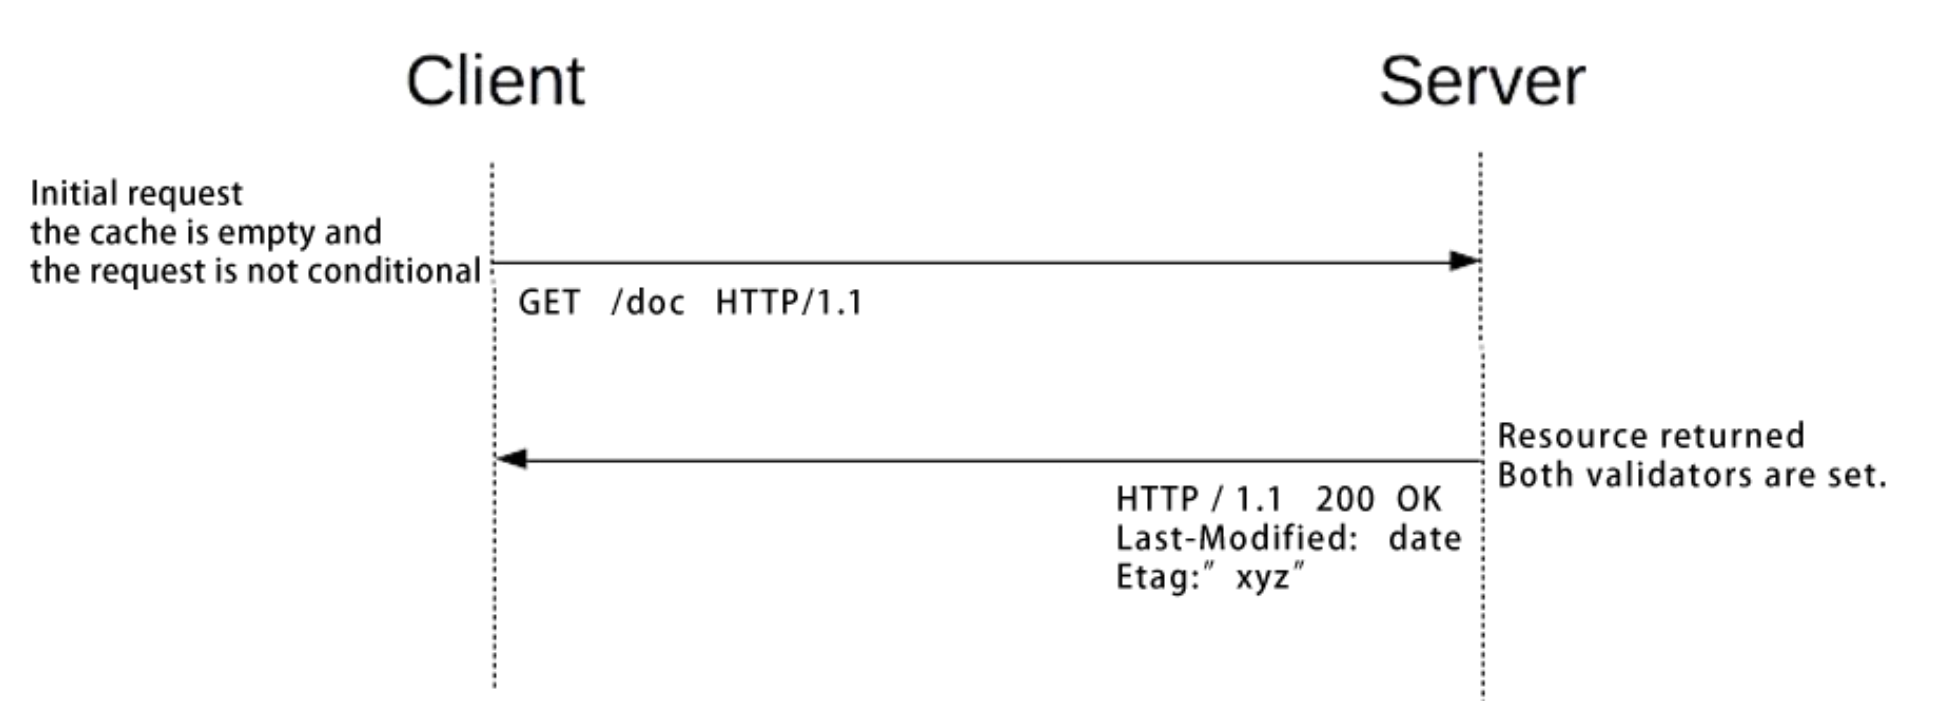 Client
Server
Initial request
the cache is empty and
the request is not conditional
GET /doc HTTP/1.1
Resource returned
Both validators are set.
HTTP / 1.1 200 OK
Last-Modified: date
Etag:" xyz"